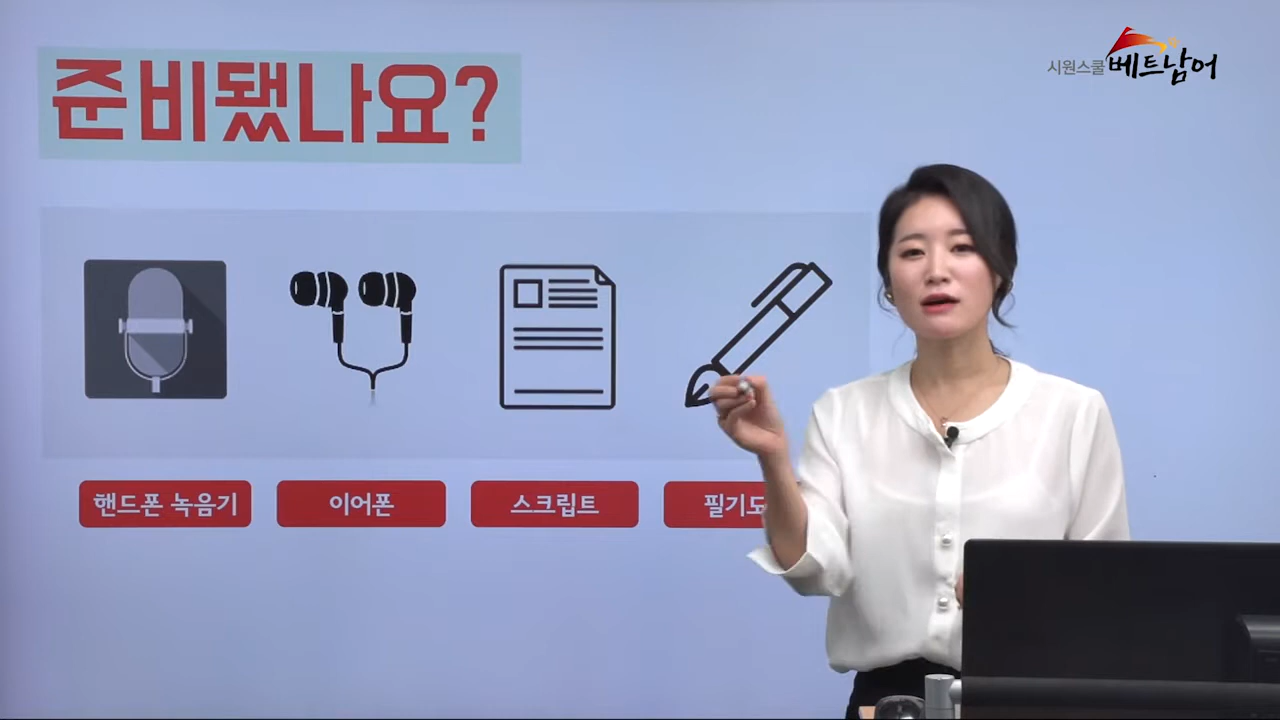 준비됐나요?
시원스쿨 베트남어
핸드폰 녹음기
이어폰
스크립트